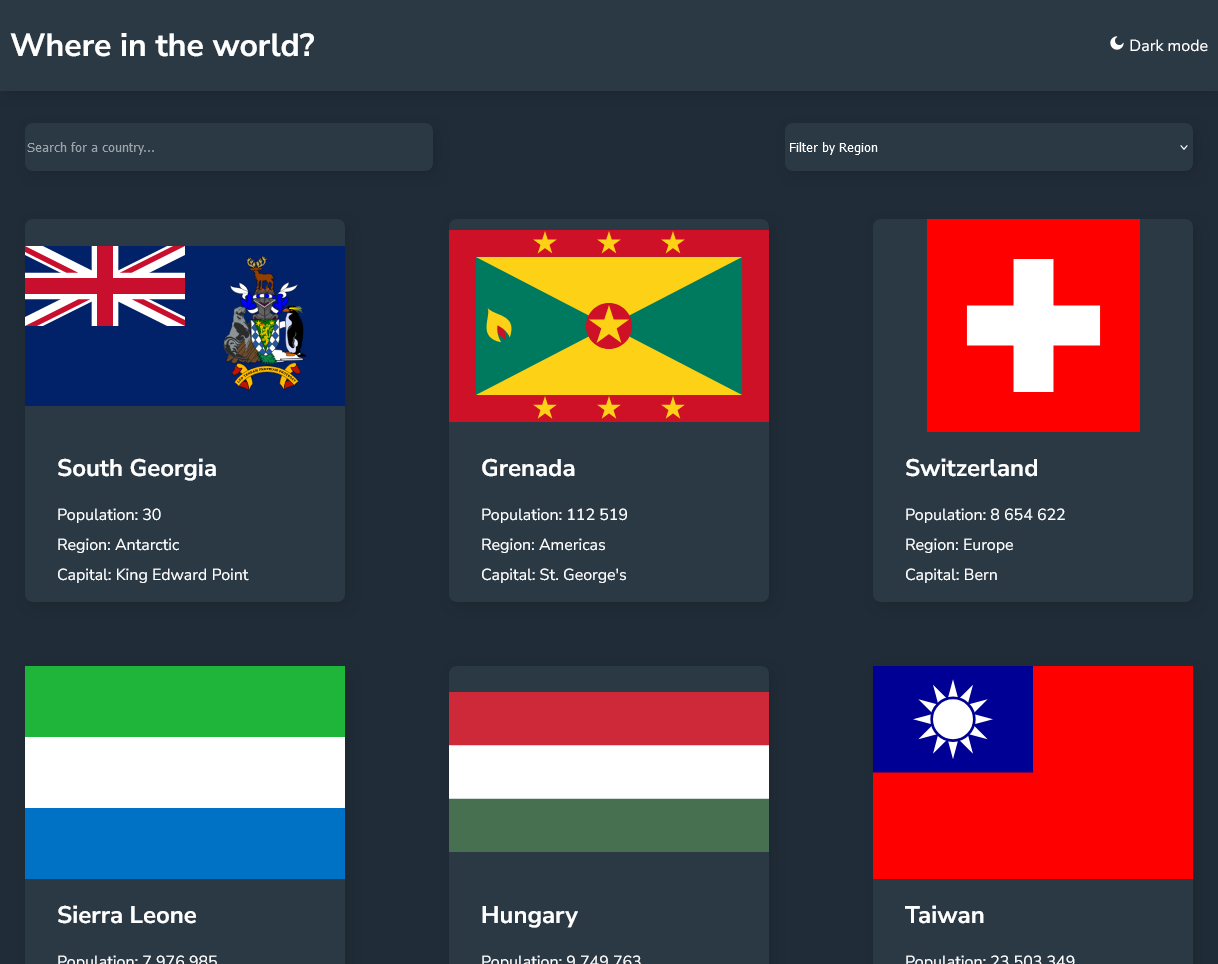 Where in the world?
Dark mode
Search for a country...
Filter by Region
South Georgia
Population: 30
Region: Antarctic
Capital: King Edward Point
Grenada
Population: 112 519
Region: Americas
Capital: St. George's
Switzerland
Population: 8 654 622
Region: Europe
Capital: Bern
Sierra Leone
Population: 7 976 985
Hungary
Population: 9 749 763
Taiwan
Population: 23 503 349